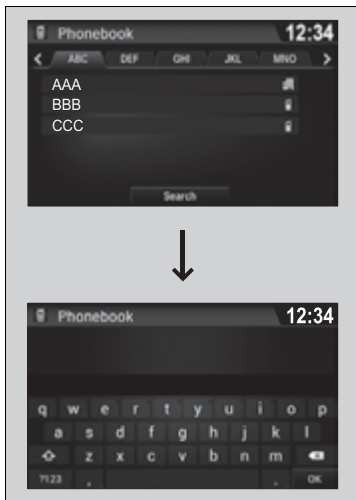 Phonebook 12:34
ABC DEF GHI JKL MNO
AAA
BBB
CCC
Search
Phonebook 12:34
q w e r t y u i o p
a s d f g h j k l
z x c v b n m
?123 , . OK